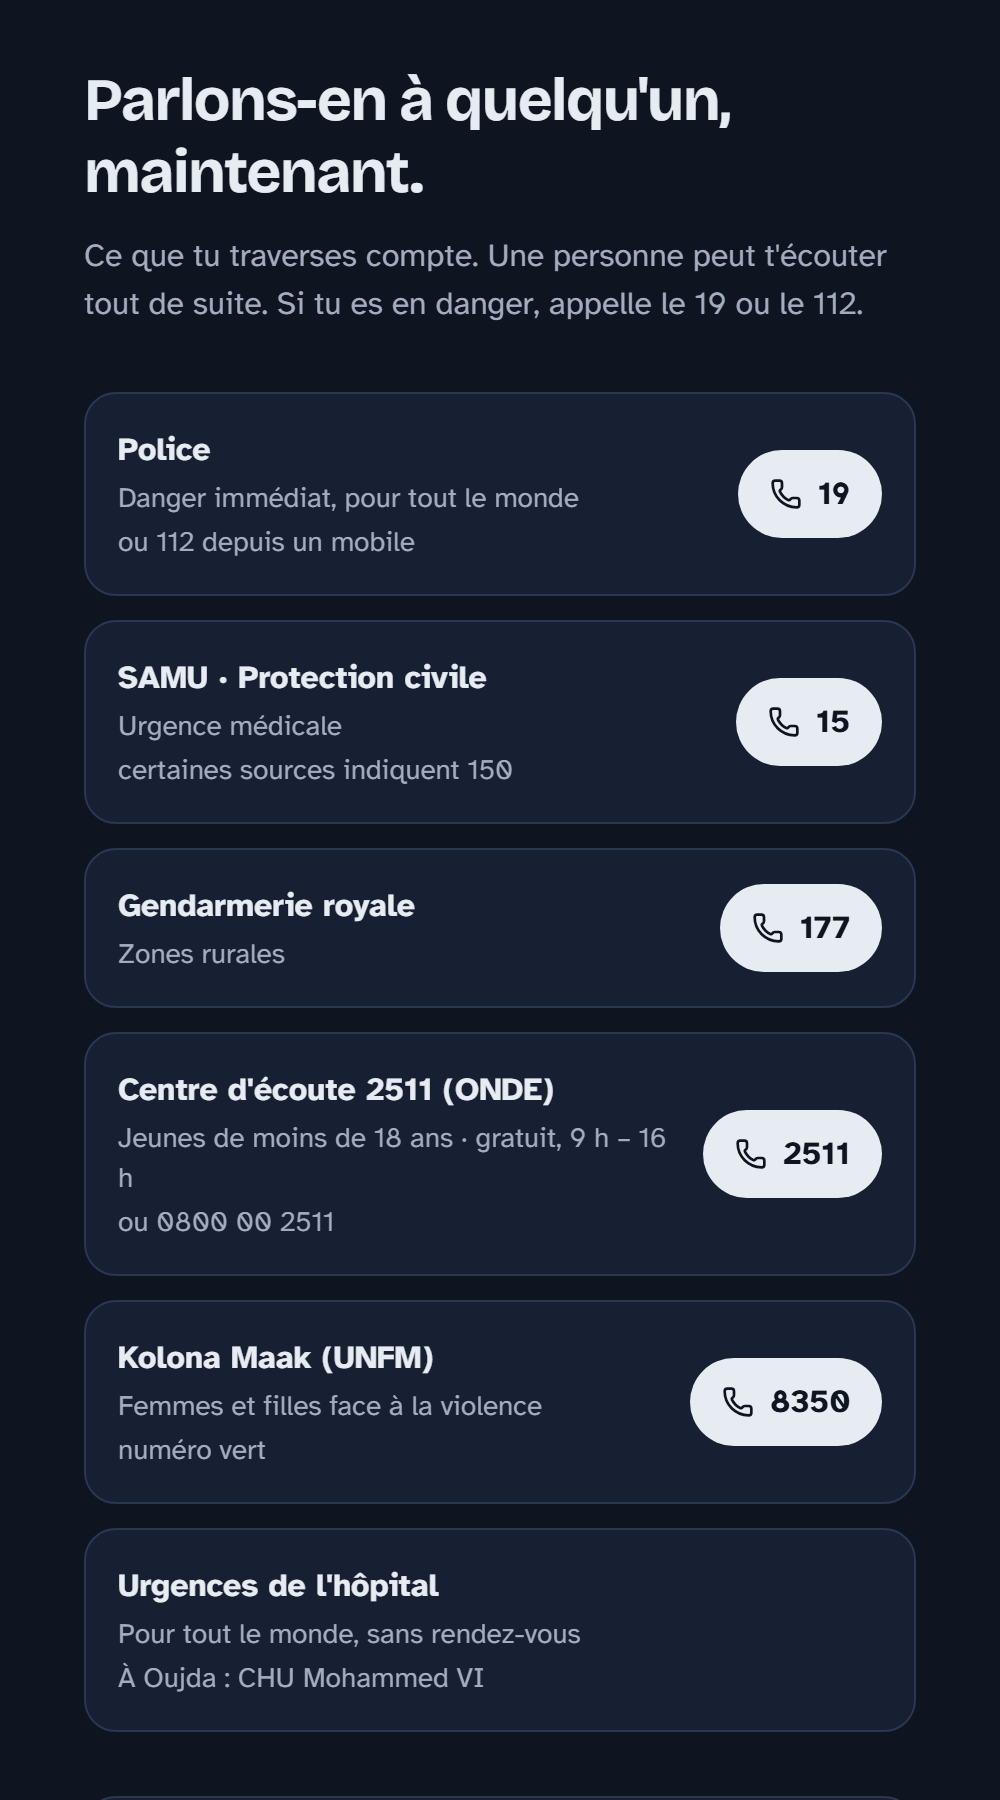 Parlons-en à quelqu'un,
maintenant.
Ce que tu traverses compte. Une personne peut t'écouter
tout de suite. Si tu es en danger, appelle le 19 ou le 112.
Police
Danger immédiat, pour tout le monde
ou 112 depuis un mobile
19
SAMU · Protection civile
Urgence médicale
certaines sources indiquent 150
15
Gendarmerie royale
Zones rurales
177
Centre d'écoute 2511 (ONDE)
Jeunes de moins de 18 ans · gratuit, 9 h – 16
h
ou 0800 00 2511
2511
Kolona Maak (UNFM)
Femmes et filles face à la violence
numéro vert
8350
Urgences de l'hôpital
Pour tout le monde, sans rendez-vous
À Oujda : CHU Mohammed VI